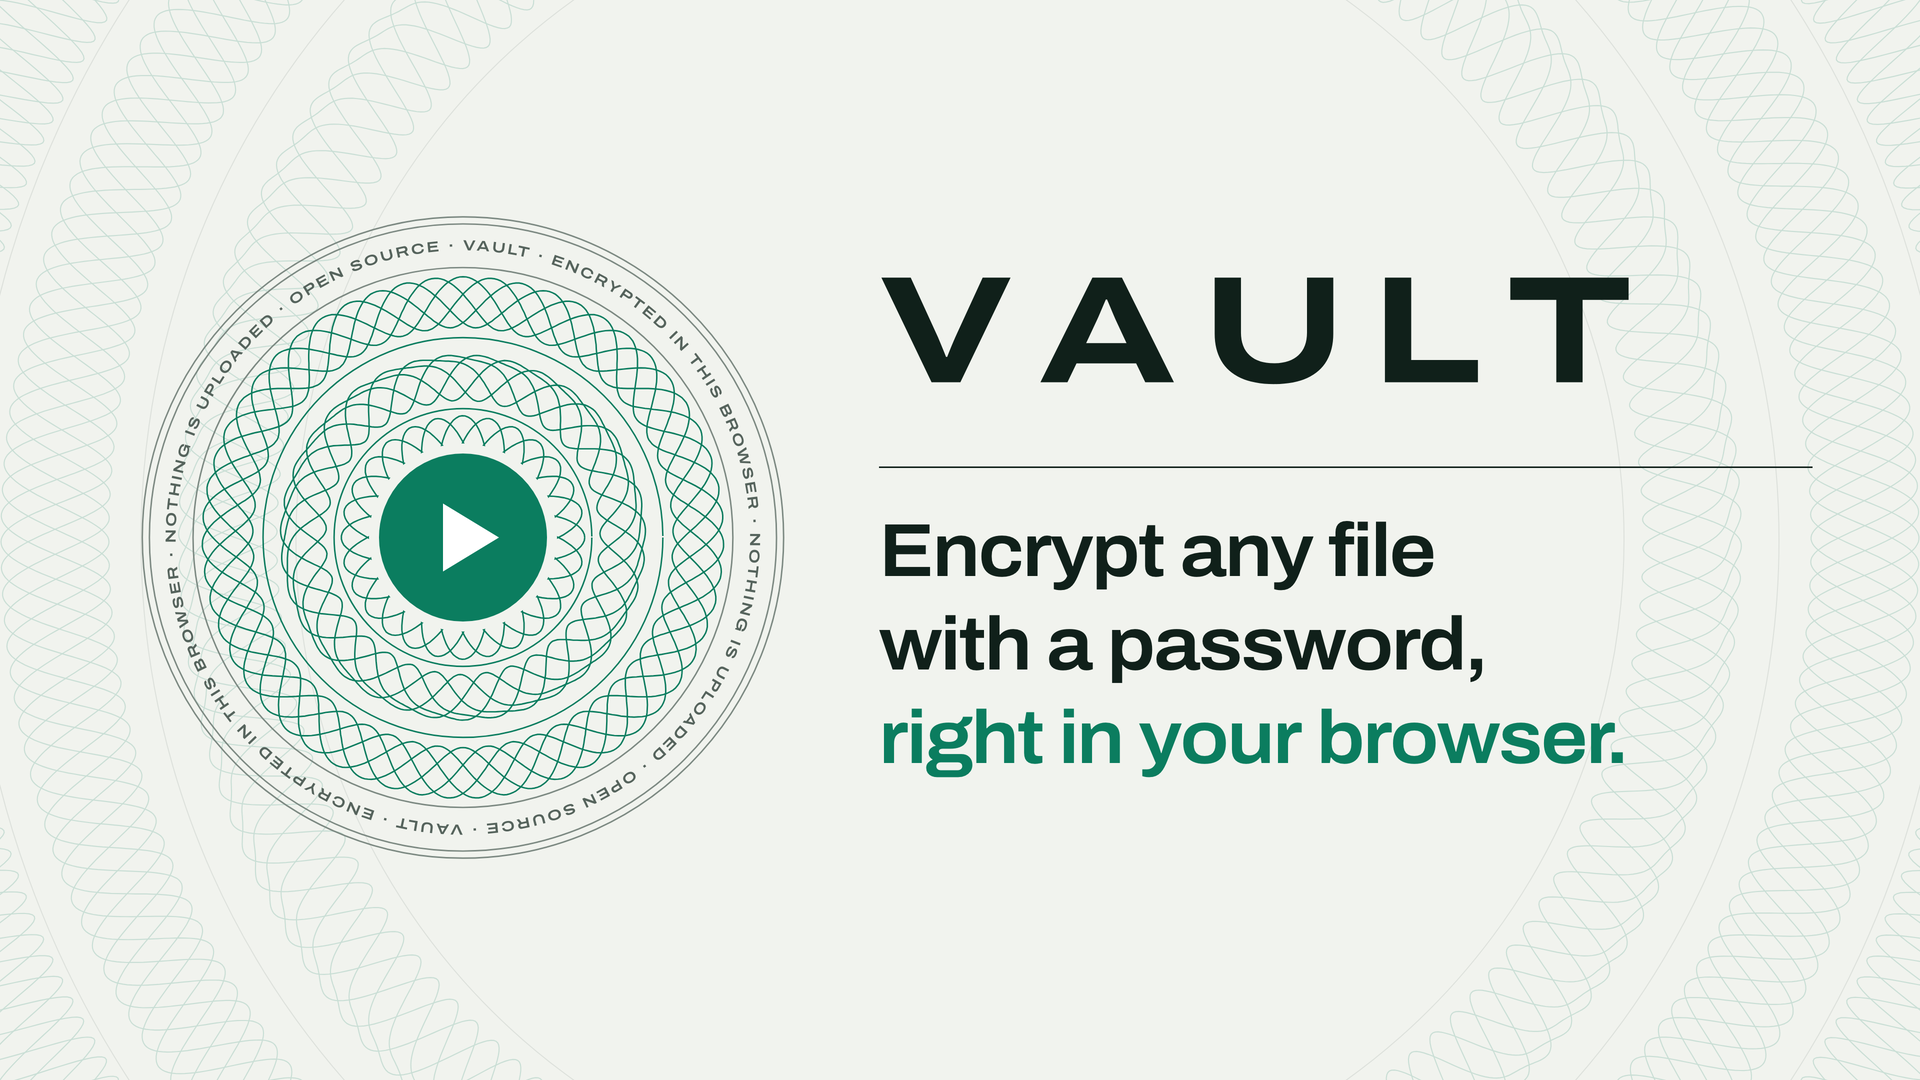 VAULT · ENCRYPTED IN THIS BROWSER · NOTHING IS UPLOADED · OPEN SOURCE · VAULT · ENCRYPTED IN THIS BROWSER · NOTHING IS UPLOADED · OPEN SOURCE ·
VAULT
Encrypt any file
with a password,
right in your browser.